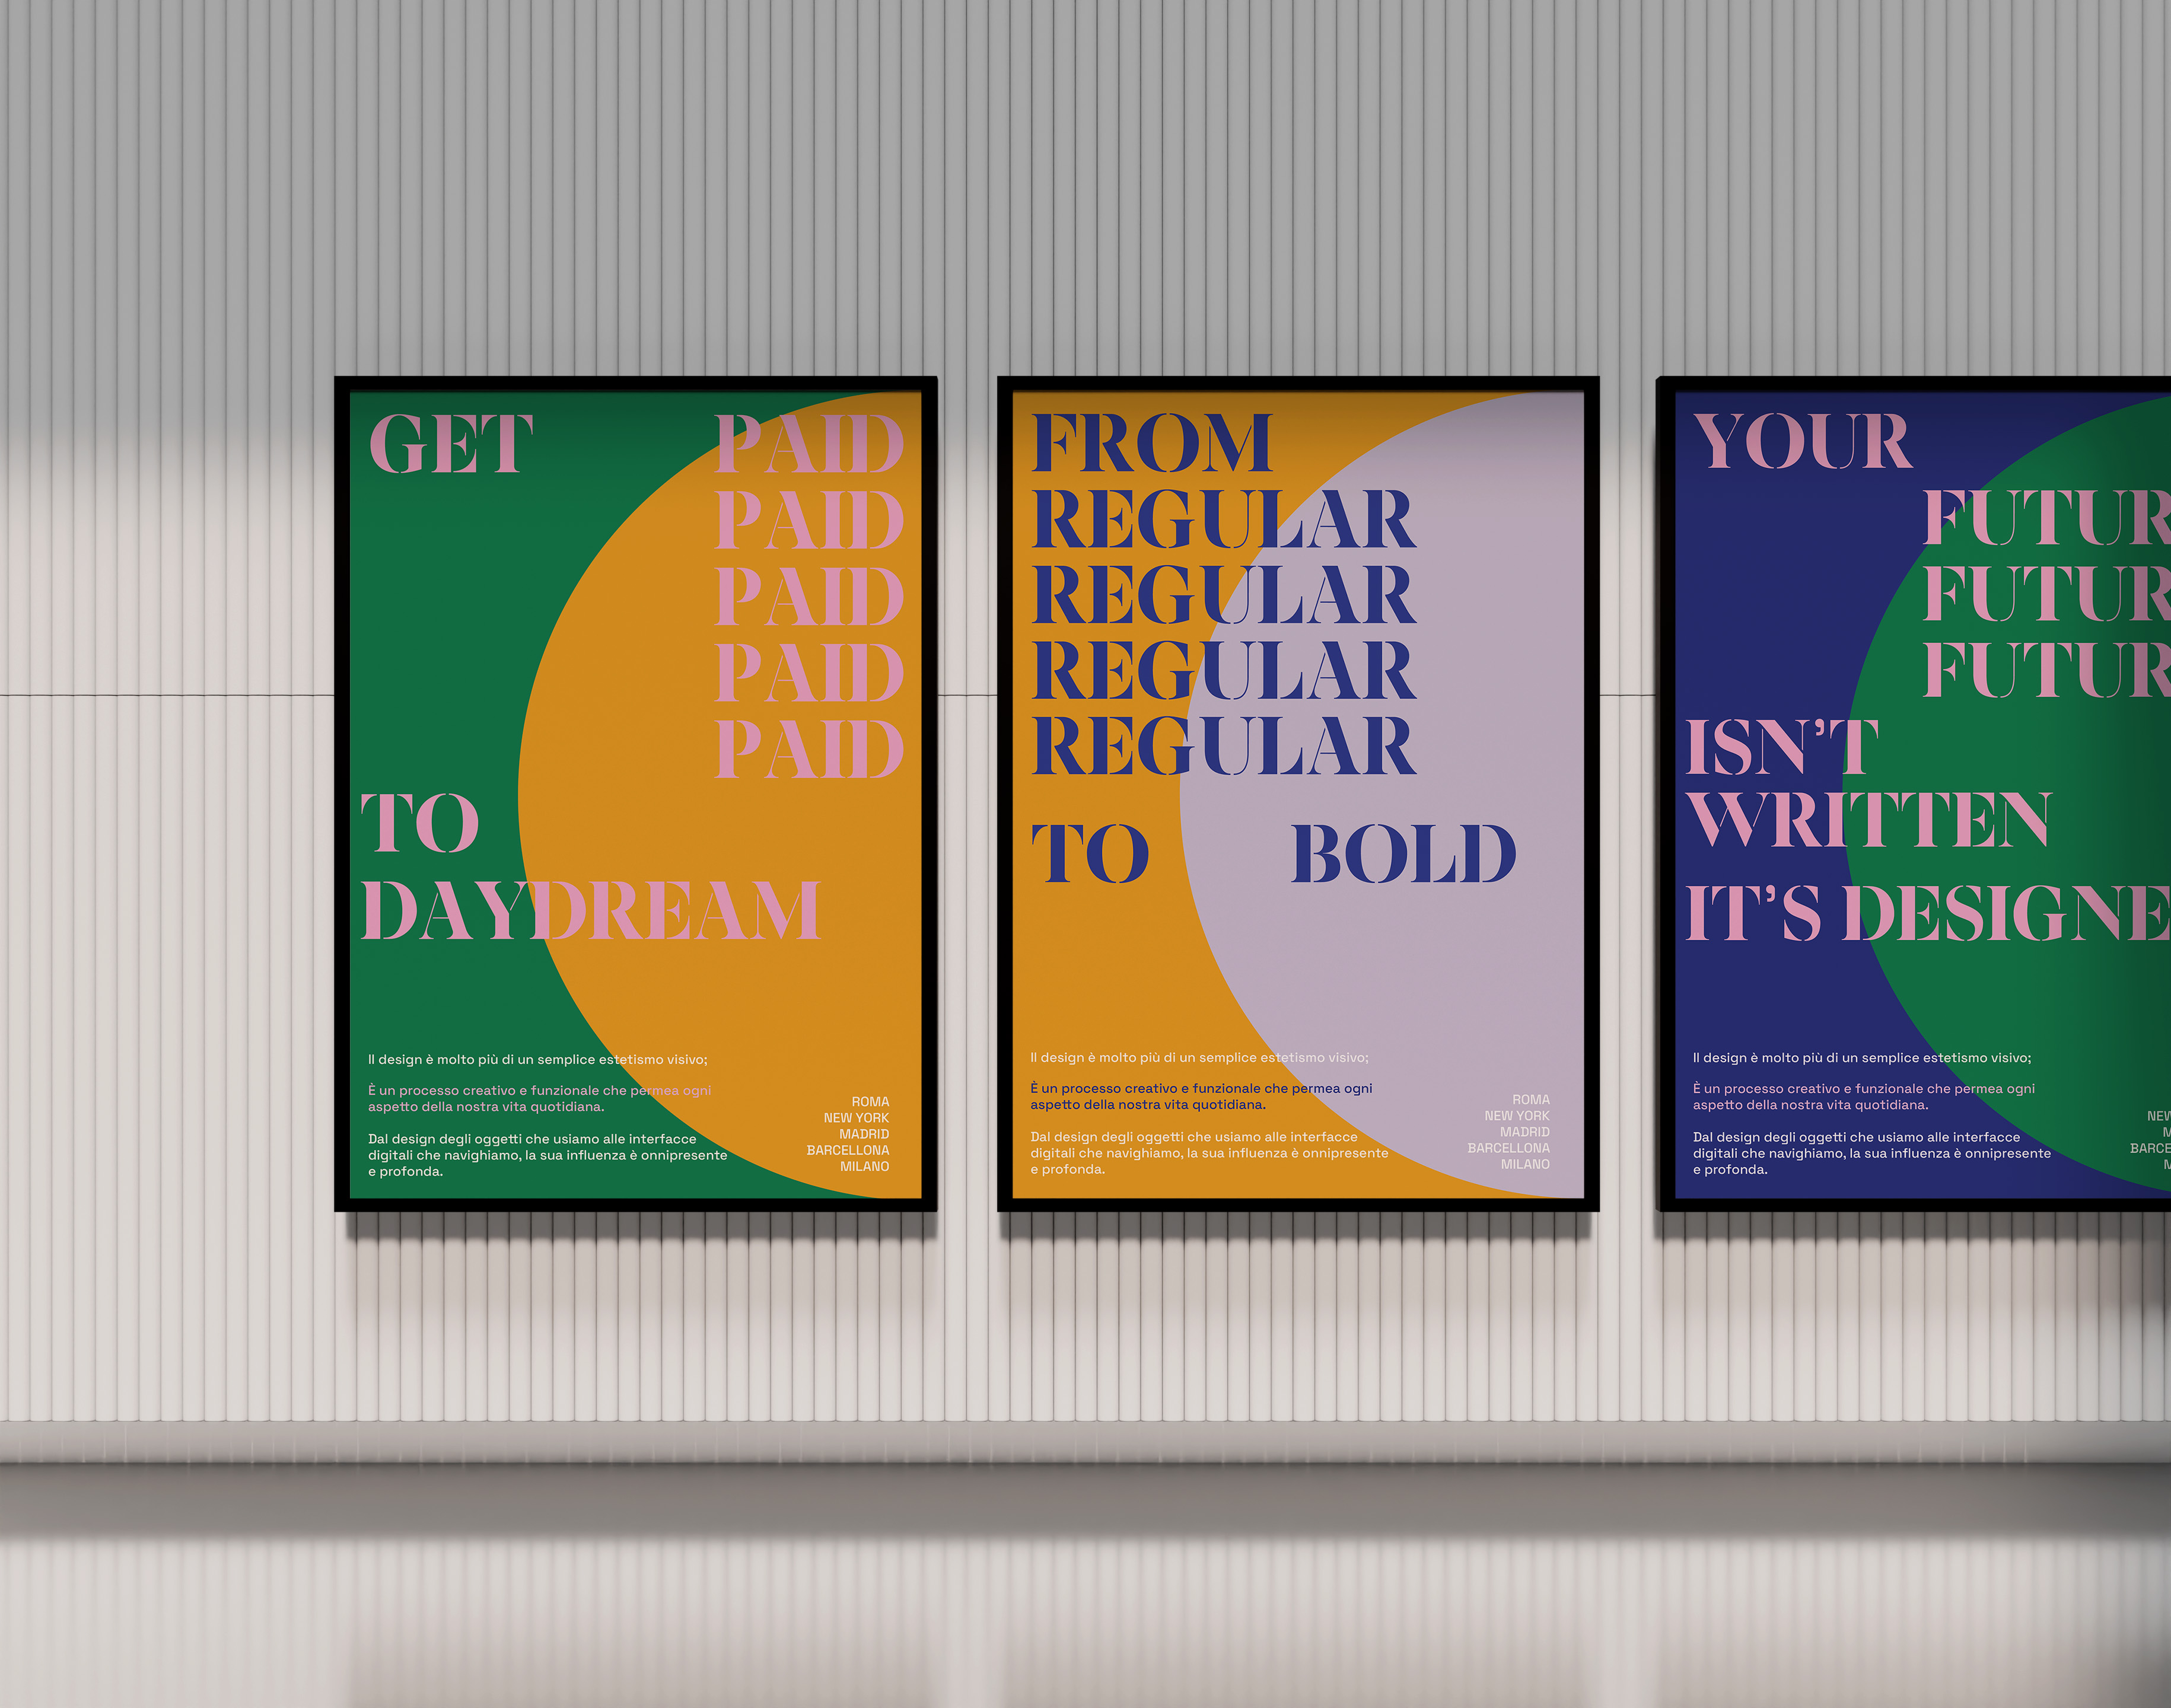 GET PAID
PAID
PAID
PAID
PAID
TO
DAYDREAM
Il design è molto più di un semplice estetismo visivo;
È un processo creativo e funzionale che permea ogni
aspetto della nostra vita quotidiana.
Dal design degli oggetti che usiamo alle interfacce
digitali che navighiamo, la sua influenza è onnipresente
e profonda.
ROMA
NEW YORK
MADRID
BARCELLONA
MILANO
FROM
REGULAR
REGULAR
REGULAR
REGULAR
TO BOLD
Il design è molto più di un semplice estetismo visivo;
È un processo creativo e funzionale che permea ogni
aspetto della nostra vita quotidiana.
Dal design degli oggetti che usiamo alle interfacce
digitali che navighiamo, la sua influenza è onnipresente
e profonda.
ROMA
NEW YORK
MADRID
BARCELLONA
MILANO
YOUR
FUTUR
FUTUR
FUTUR
ISN'T
WRITTEN
IT'S DESIGNE
Il design è molto più di un semplice estetismo visivo;
È un processo creativo e funzionale che permea ogni
aspetto della nostra vita quotidiana.
Dal design degli oggetti che usiamo alle interfacce
digitali che navighiamo, la sua influenza è onnipresente
e profonda.
NEW
M
BARCE
M